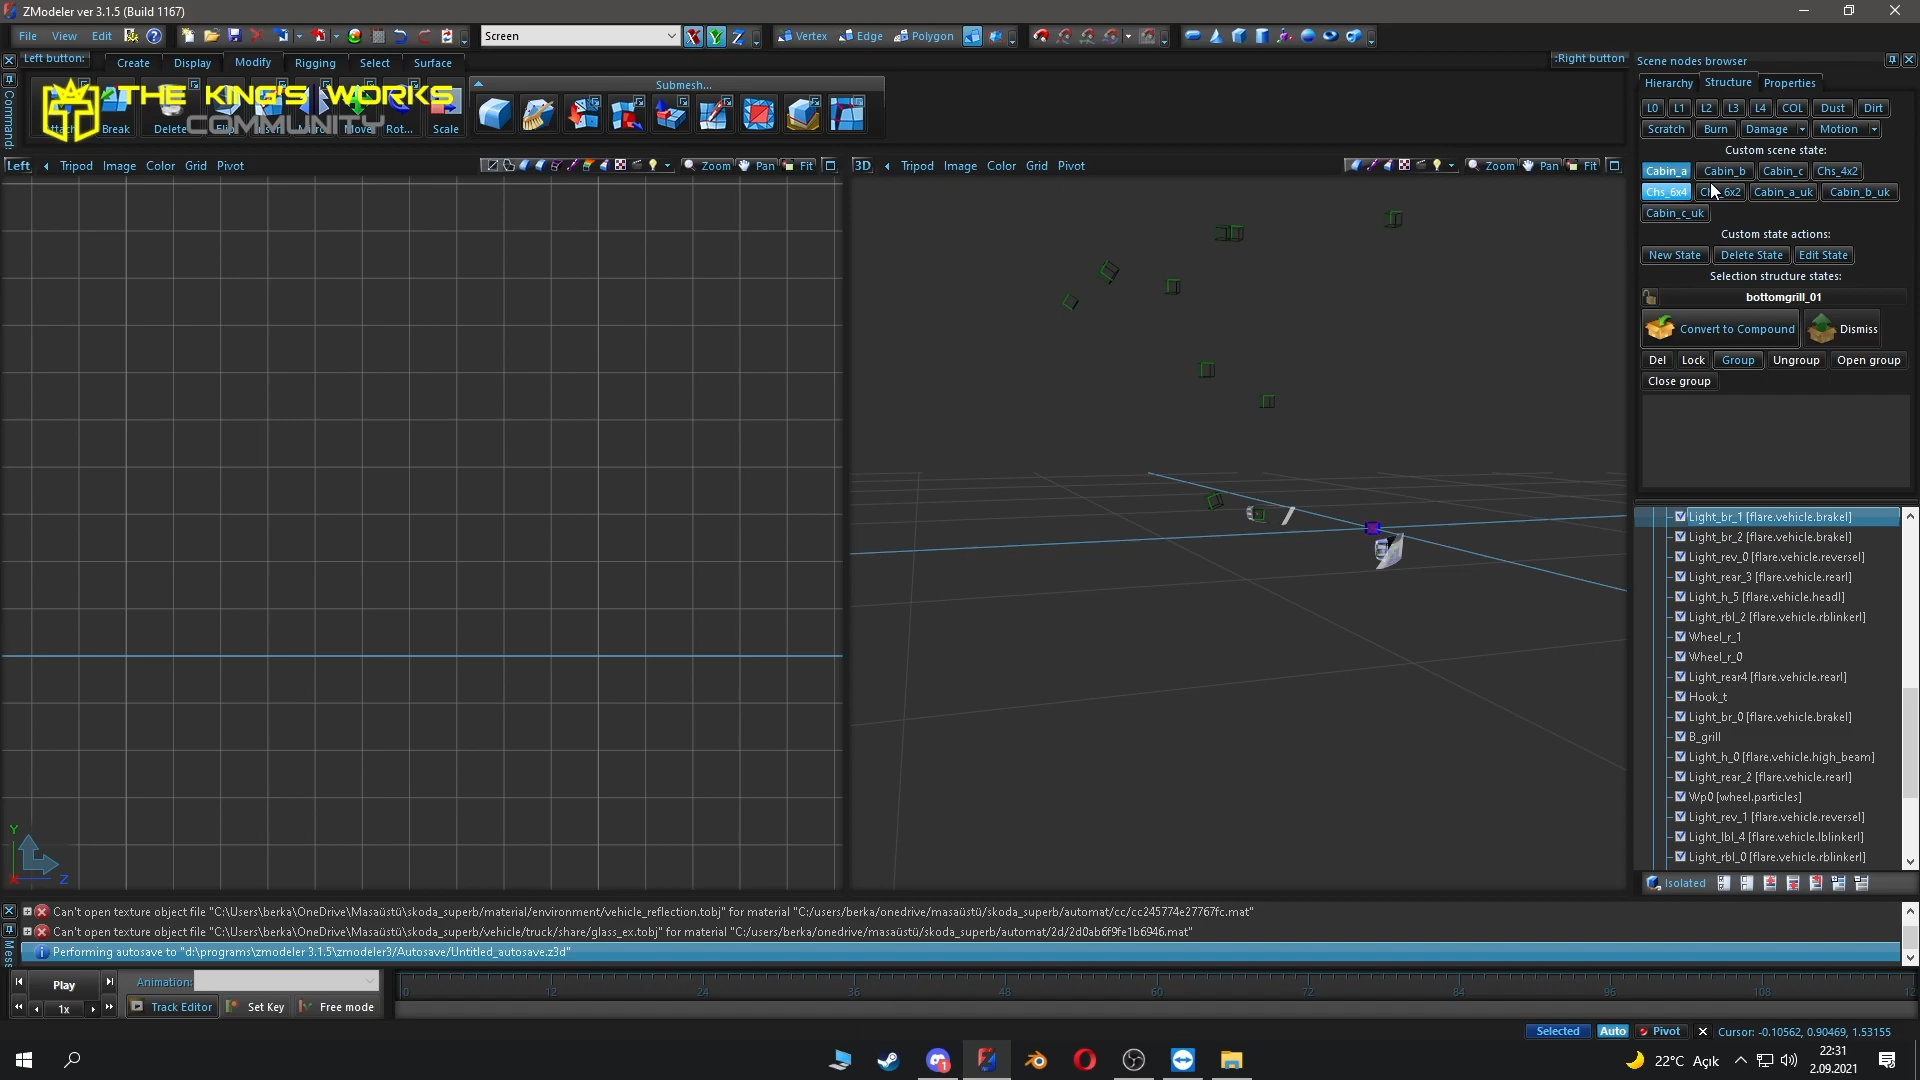 ZModeler ver 3.1.5 (Build 1167)
File View Edit Screen X Y Z Vertex Edge Polygon
Left button: Create Display Modify Rigging Select Surface :Right button
Submesh...
Attach Break Delete Flip Insert Mirror Move Rot... Scale
THE KING'S WORKS
COMMUNITY
Commands
Left Tripod Image Color Grid Pivot Zoom Pan Fit
3D Tripod Image Color Grid Pivot Zoom Pan Fit
Y
X
Z
Scene nodes browser
Hierarchy Structure Properties
L0 L1 L2 L3 L4 COL Dust Dirt
Scratch Burn Damage Motion
Custom scene state:
Cabin_a Cabin_b Cabin_c Chs_4x2
Chs_6x4 Chs_6x2 Cabin_a_uk Cabin_b_uk
Cabin_c_uk
Custom state actions:
New State Delete State Edit State
Selection structure states:
bottomgrill_01
Convert to Compound Dismiss
Del Lock Group Ungroup Open group
Close group
Light_br_1 [flare.vehicle.brakel]
Light_br_2 [flare.vehicle.brakel]
Light_rev_0 [flare.vehicle.reversel]
Light_rear_3 [flare.vehicle.rearl]
Light_h_5 [flare.vehicle.headl]
Light_rbl_2 [flare.vehicle.rblinkerl]
Wheel_r_1
Wheel_r_0
Light_rear4 [flare.vehicle.rearl]
Hook_t
Light_br_0 [flare.vehicle.brakel]
B_grill
Light_h_0 [flare.vehicle.high_beam]
Light_rear_2 [flare.vehicle.rearl]
Wp0 [wheel.particles]
Light_rev_1 [flare.vehicle.reversel]
Light_lbl_4 [flare.vehicle.lblinkerl]
Light_rbl_0 [flare.vehicle.rblinkerl]
Isolated
Mes
Can't open texture object file "C:\Users\berka\OneDrive\Masaüstü\skoda_superb/material/environment/vehicle_reflection.tobj" for material "C:/users/berka/onedrive/masaüstü/skoda_superb/automat/cc/cc245774e27767fc.mat"
Can't open texture object file "C:\Users\berka\OneDrive\Masaüstü\skoda_superb/vehicle/truck/share/glass_ex.tobj" for material "C:/users/berka/onedrive/masaüstü/skoda_superb/automat/2d/2d0ab6f9fe1b6946.mat"
Performing autosave to "d:\programs\zmodeler 3.1.5\zmodeler3/Autosave/Untitled_autosave.z3d"
Play Animation:
1x Track Editor Set Key Free mode
0 12 24 36 48 60 72 84 96 108 12
Selected Auto Pivot Cursor: -0.10562, 0.90469, 1.53155
22°C Açık
22:31
2.09.2021